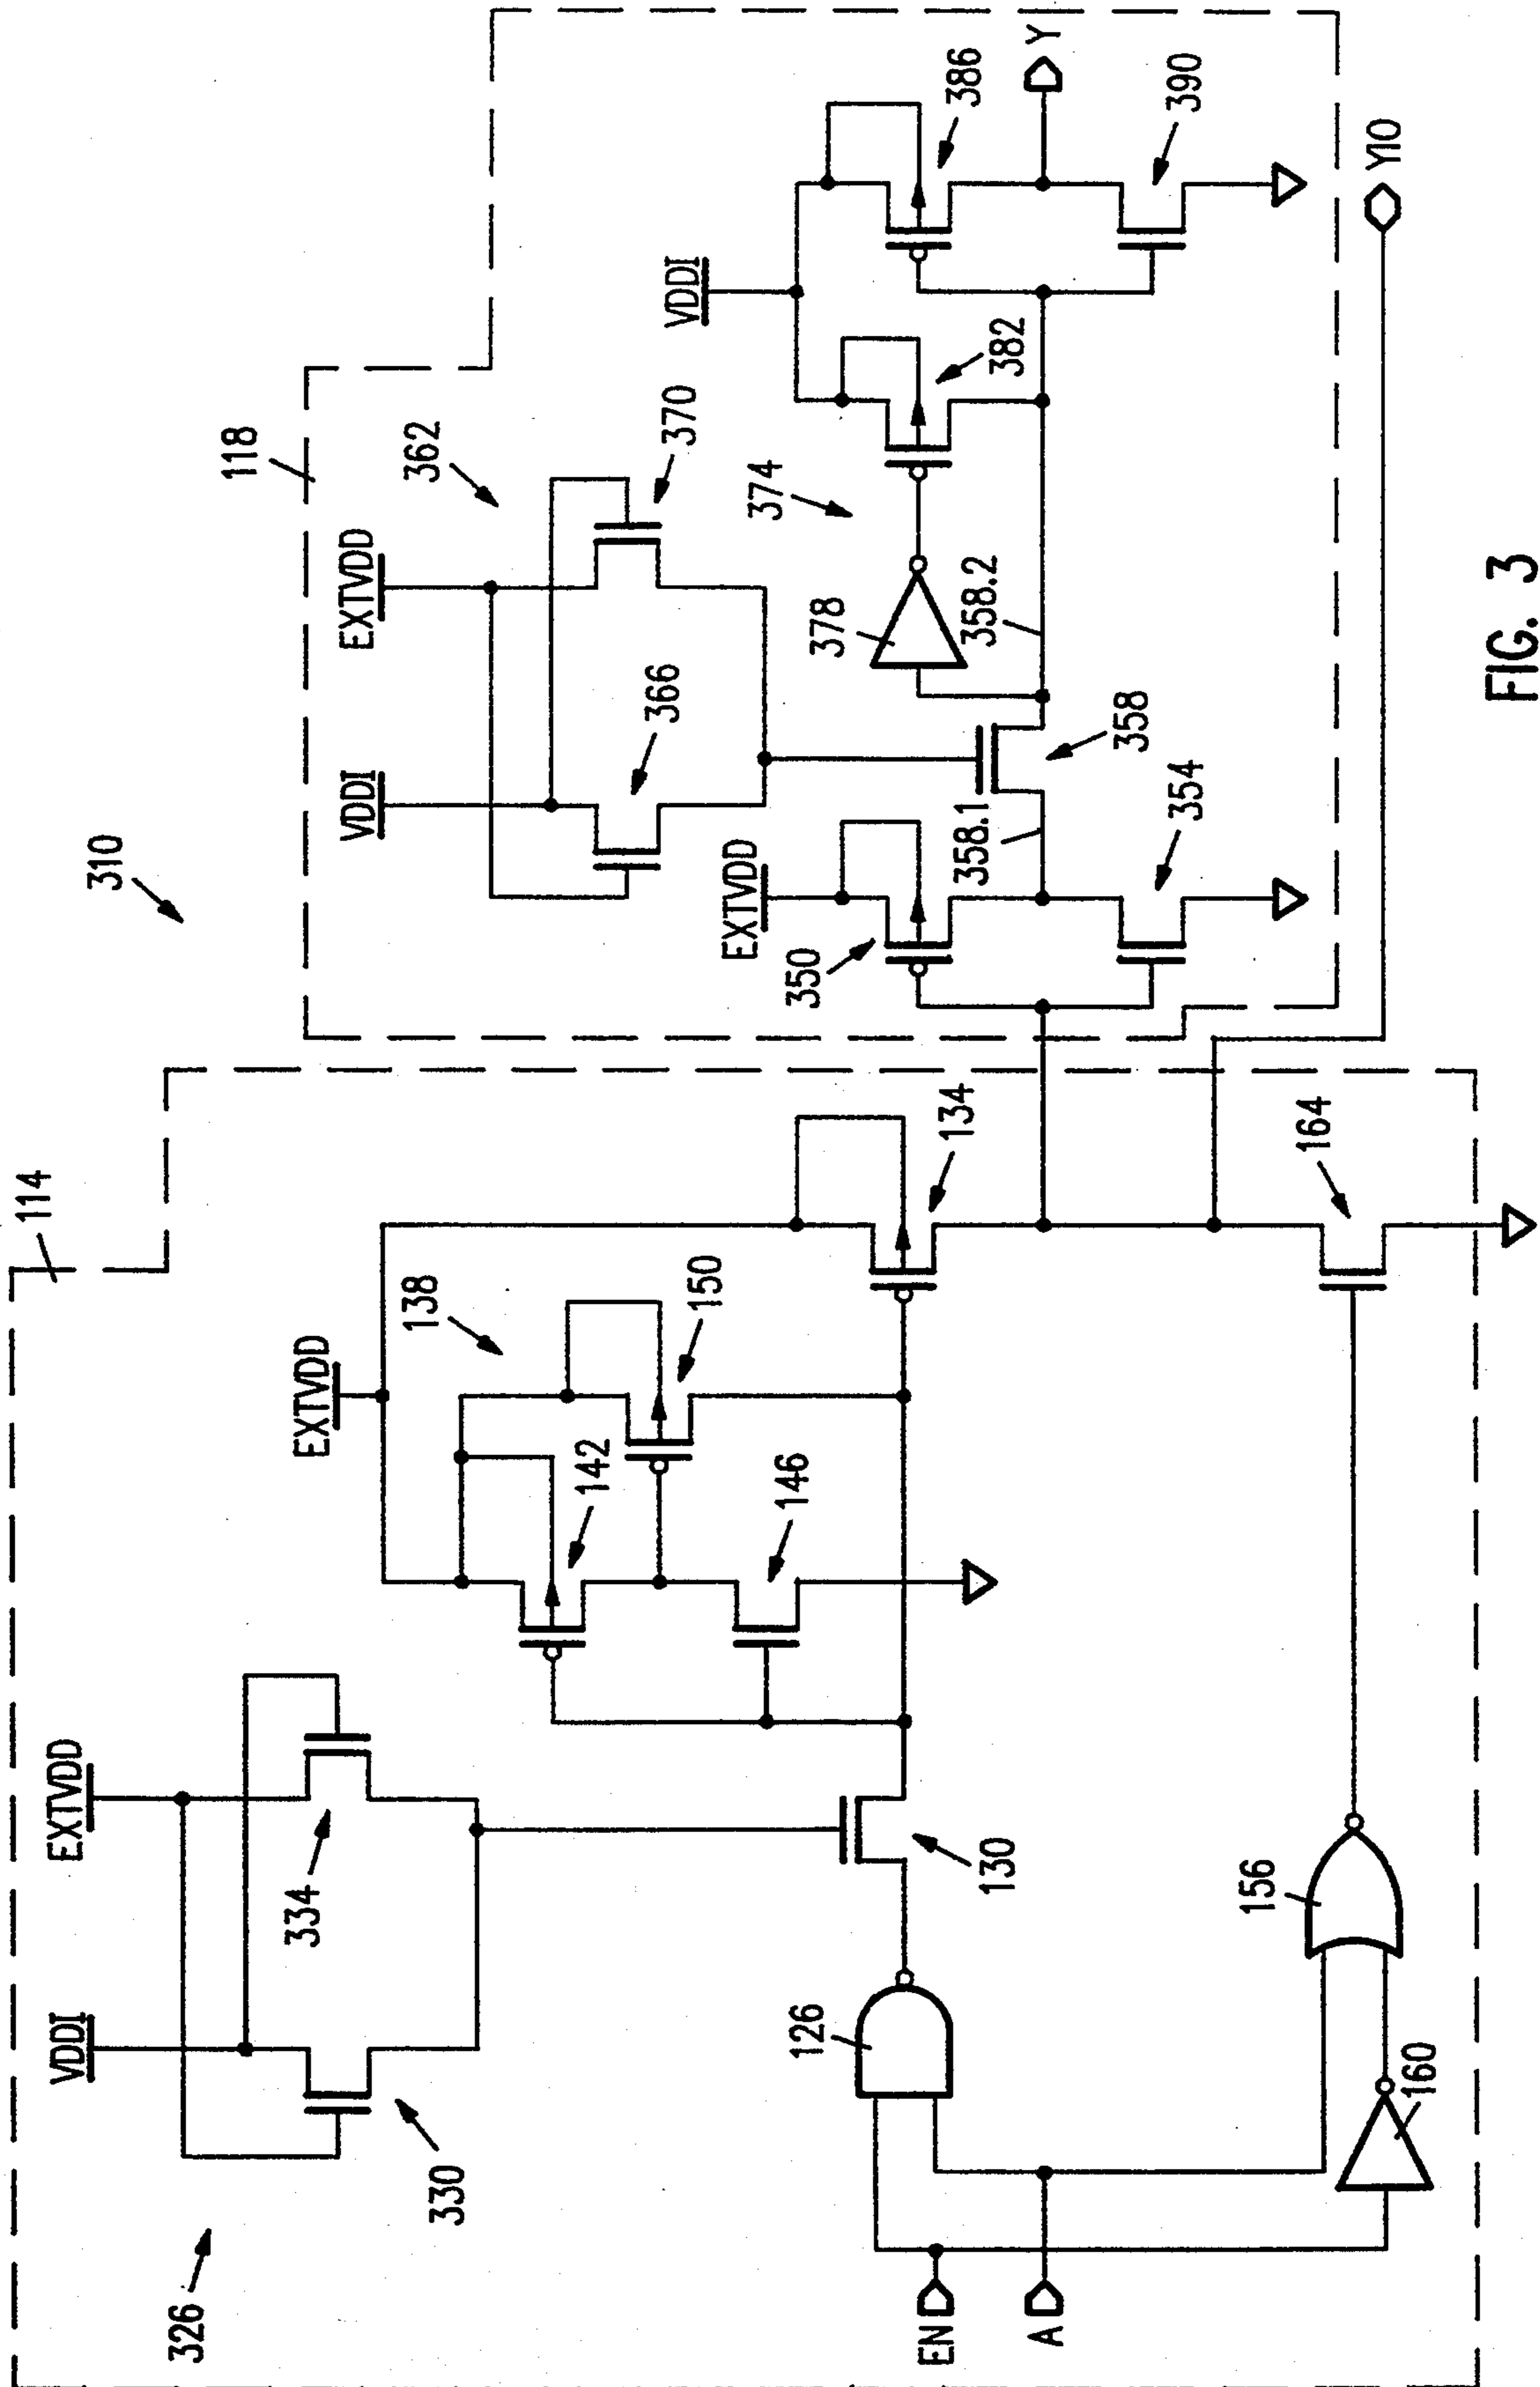 310
118
362
EXTVDD
VDDI
370
366
EXTVDD
VDDI
374
386
Y
382
390
378
358.2
358.1
358
350
354
YIO
114
EXTVDD
138
150
134
142
146
164
EXTVDD
VDDI
334
330
326
130
126
156
160
EN
A
FIG. 3